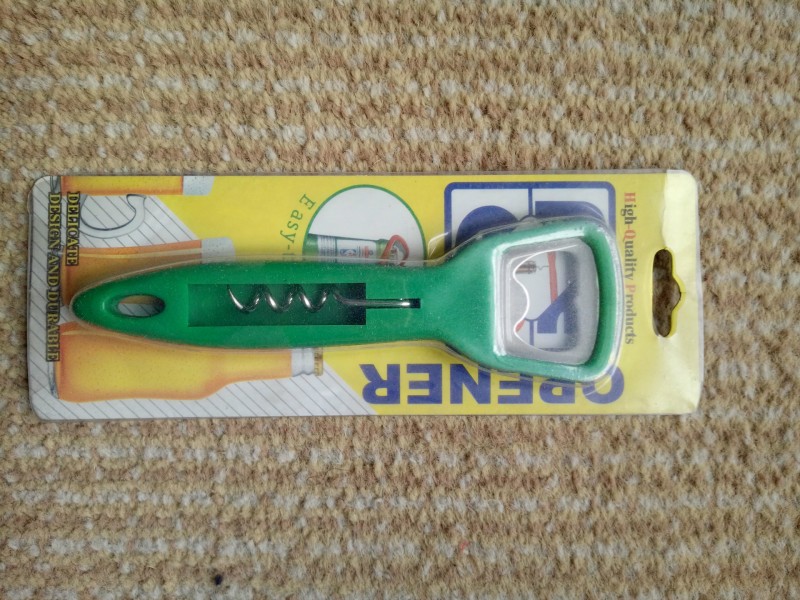 High Quality Products
OPENER
Easy-
DELICATE
DESIGN AND DURABLE